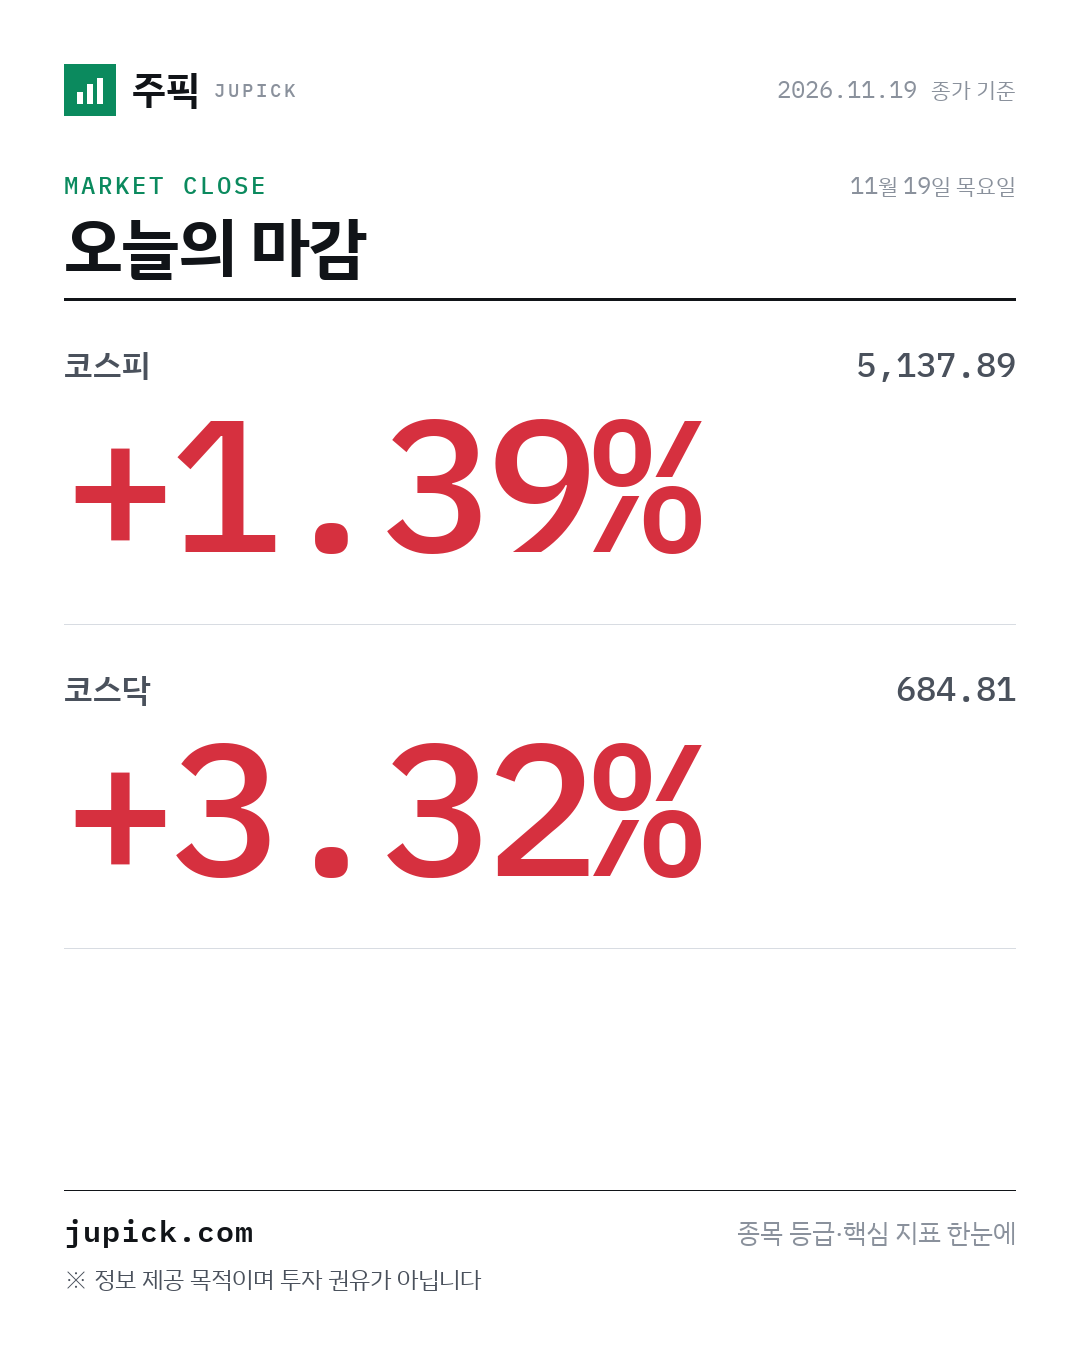 주픽 JUPICK 2026.11.19 종가 기준
MARKET CLOSE 11월 19일 목요일
오늘의 마감
코스피 5,137.89
+1.39%
코스닥 684.81
+3.32%
jupick.com 종목 등급·핵심 지표 한눈에
※ 정보 제공 목적이며 투자 권유가 아닙니다